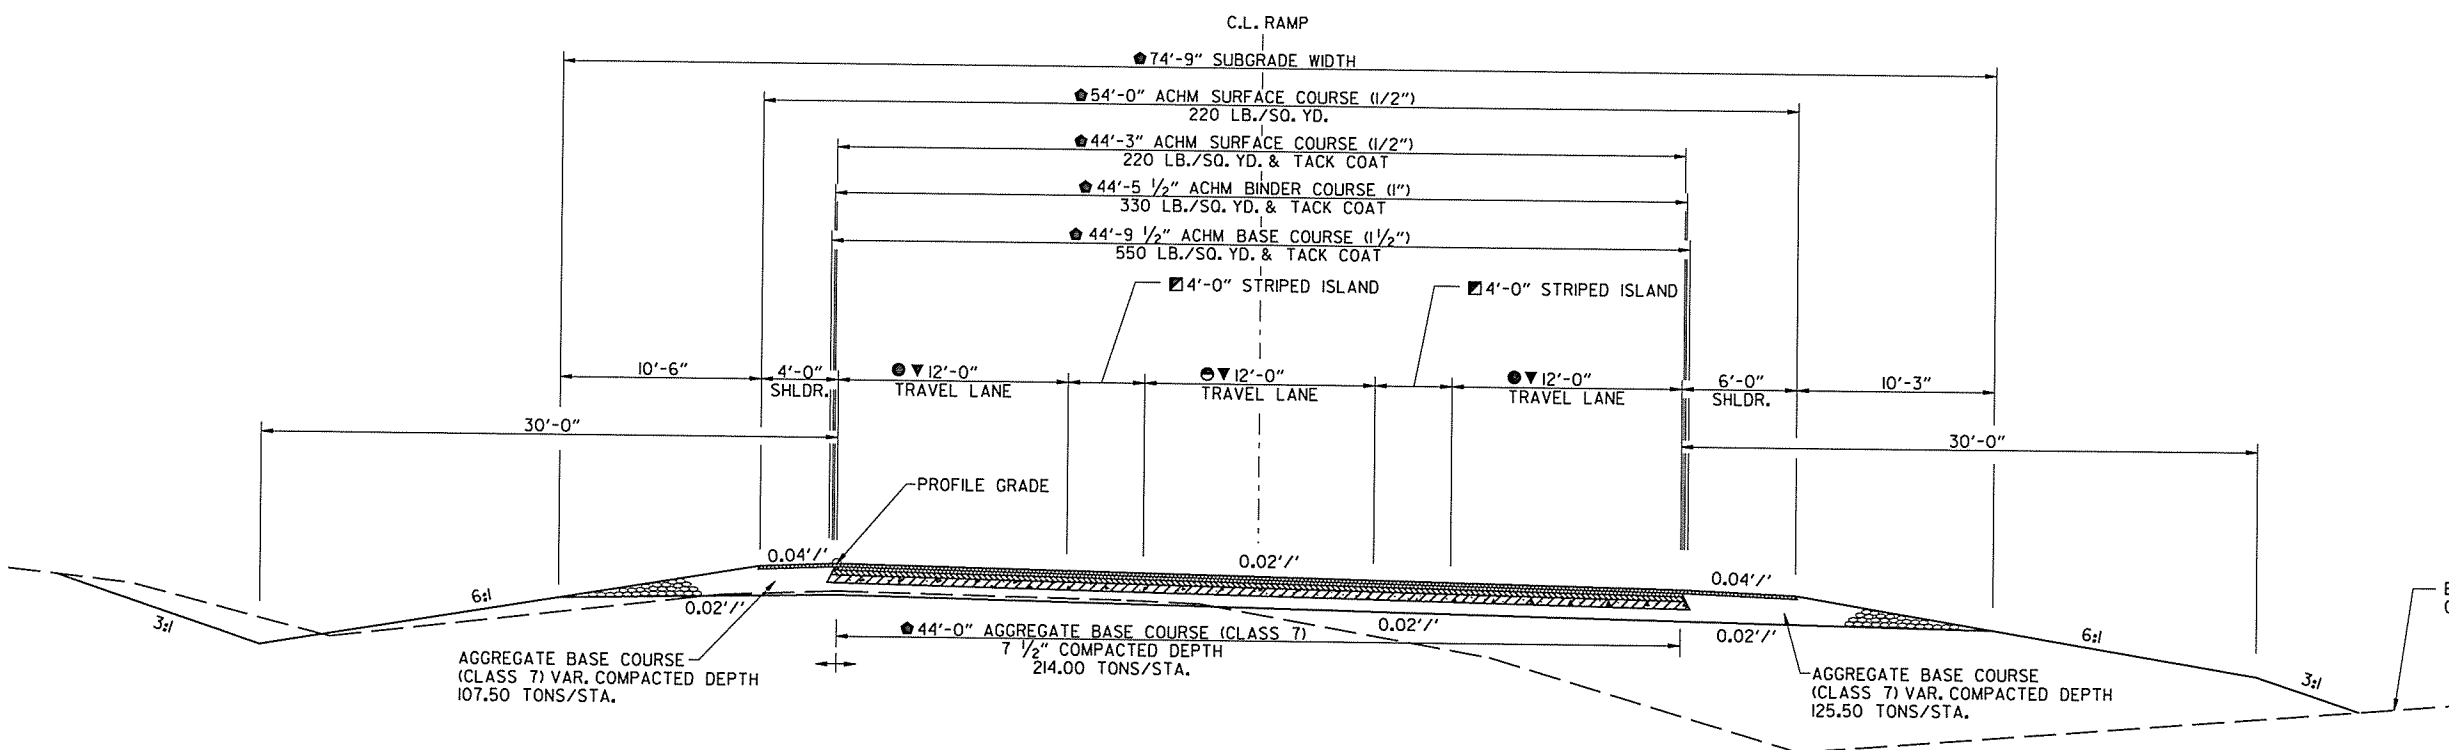 C.L. RAMP
74'-9" SUBGRADE WIDTH
54'-0" ACHM SURFACE COURSE (1/2")
220 LB./SQ. YD.
44'-3" ACHM SURFACE COURSE (1/2")
220 LB./SQ. YD. & TACK COAT
44'-5 1/2" ACHM BINDER COURSE (1")
330 LB./SQ. YD. & TACK COAT
44'-9 1/2" ACHM BASE COURSE (1 1/2")
550 LB./SQ. YD. & TACK COAT
4'-0" STRIPED ISLAND
4'-0" STRIPED ISLAND
10'-6"
4'-0"
SHLDR.
12'-0"
TRAVEL LANE
12'-0"
TRAVEL LANE
12'-0"
TRAVEL LANE
6'-0"
SHLDR.
10'-3"
30'-0"
30'-0"
PROFILE GRADE
0.04'/'
0.02'/'
0.04'/'
6:1
3:1
0.02'/'
0.02'/'
0.02'/'
6:1
3:1
44'-0" AGGREGATE BASE COURSE (CLASS 7)
7 1/2" COMPACTED DEPTH
214.00 TONS/STA.
AGGREGATE BASE COURSE
(CLASS 7) VAR. COMPACTED DEPTH
107.50 TONS/STA.
AGGREGATE BASE COURSE
(CLASS 7) VAR. COMPACTED DEPTH
125.50 TONS/STA.